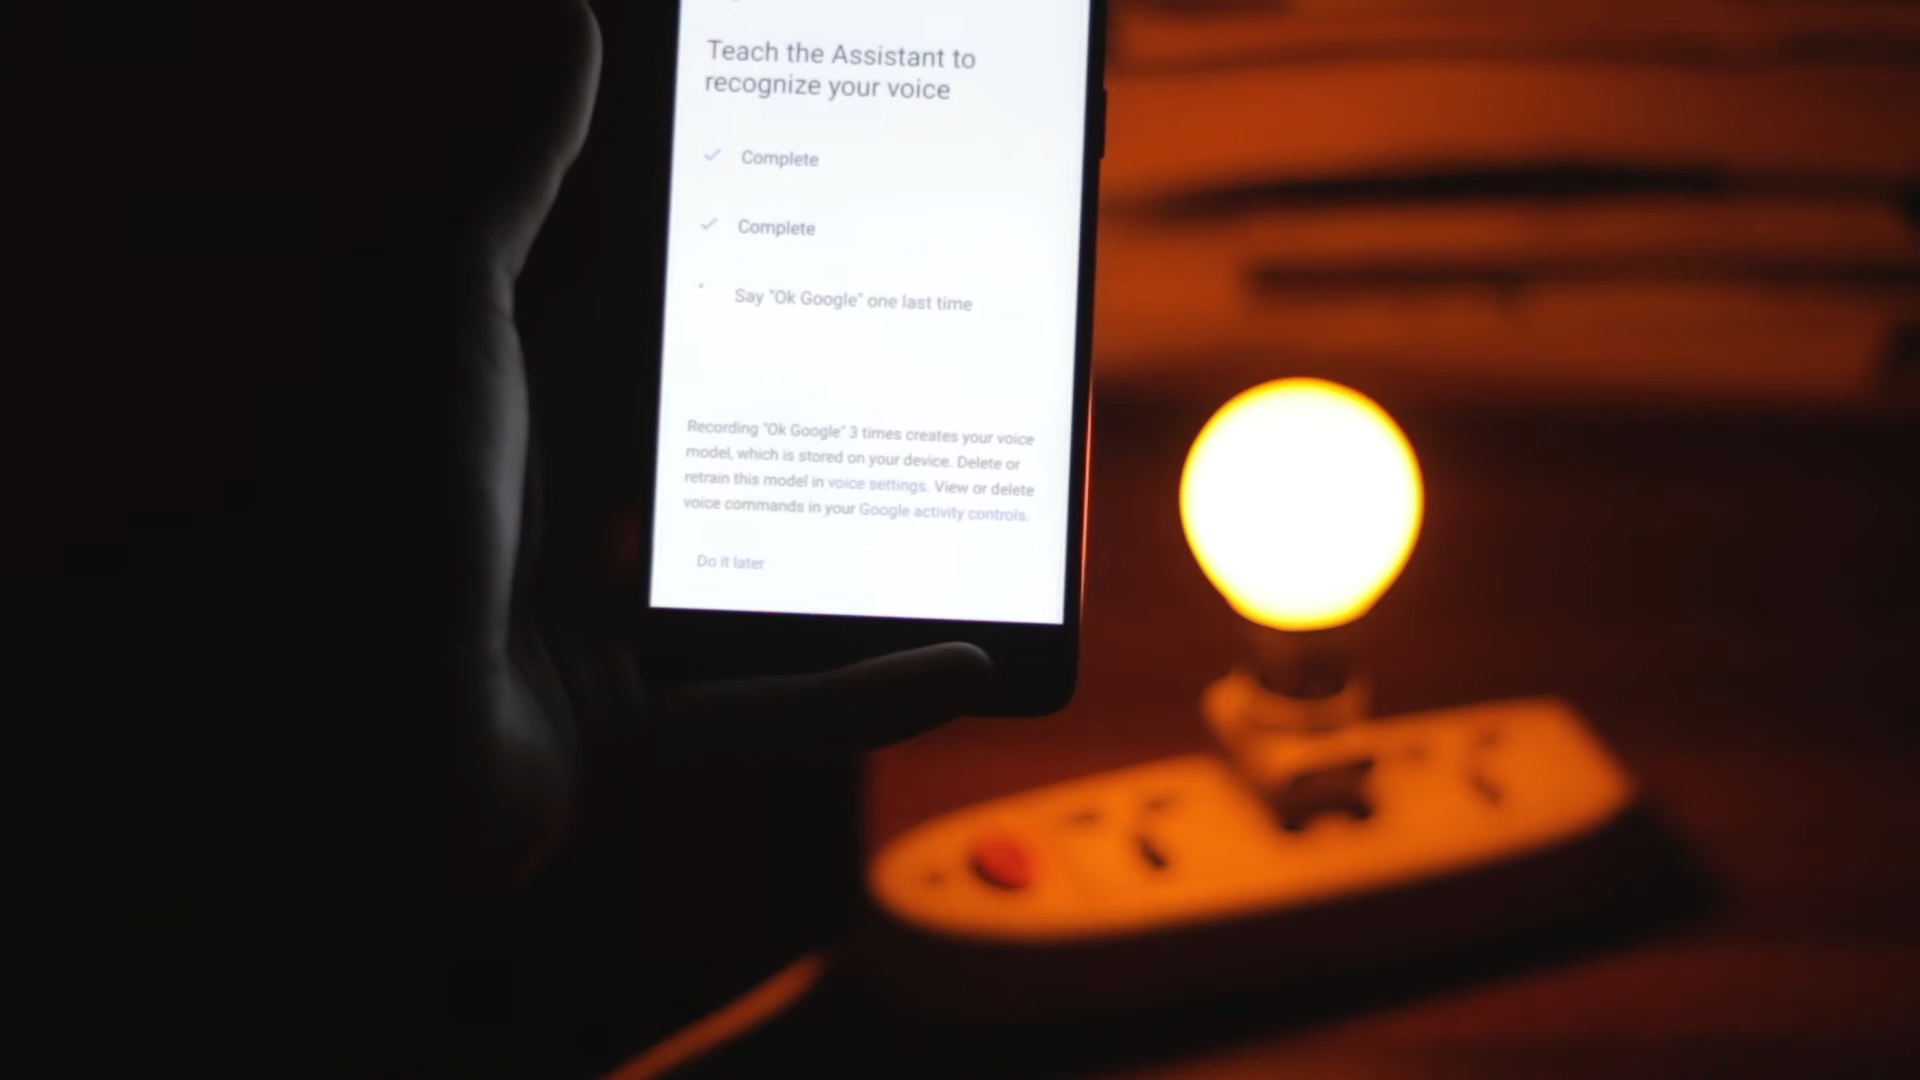 Teach the Assistant to
recognize your voice
Complete
Complete
Say "Ok Google" one last time
Recording "Ok Google" 3 times creates your voice
model, which is stored on your device. Delete or
retrain this model in voice settings. View or delete
voice commands in your Google activity controls.
Do it later